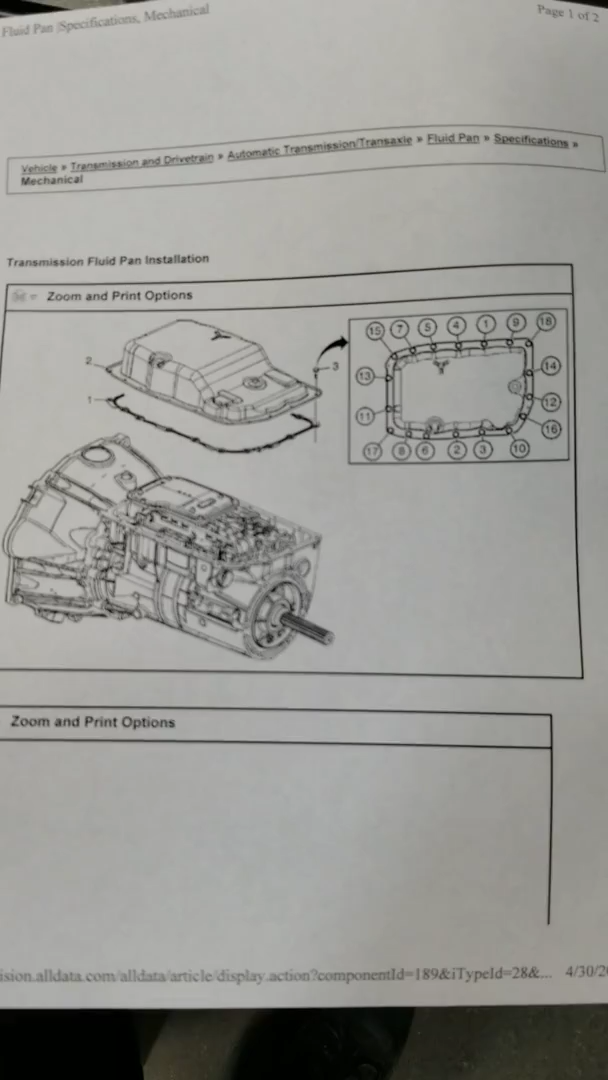 Fluid Pan |Specifications, Mechanical
Page 1 of 2
Vehicle » Transmission and Drivetrain » Automatic Transmission/Transaxle » Fluid Pan » Specifications »
Mechanical
Transmission Fluid Pan Installation
= Zoom and Print Options
15 7 5 4 1 9 18
2
3
14
13
1
12
11
16
17 8 6 2 3 10
Zoom and Print Options
ision.alldata.com/alldata/article/display.action?componentId=189&iTypeId=28&... 4/30/20